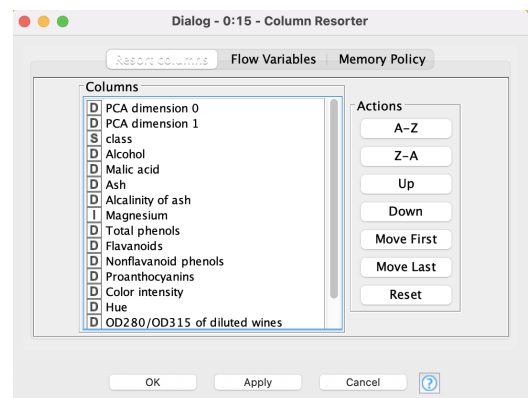 Dialog - 0:15 - Column Resorter
Resort columns Flow Variables Memory Policy
Columns
D PCA dimension 0
D PCA dimension 1
S class
D Alcohol
D Malic acid
D Ash
D Alcalinity of ash
I Magnesium
D Total phenols
D Flavanoids
D Nonflavanoid phenols
D Proanthocyanins
D Color intensity
D Hue
D OD280/OD315 of diluted wines
Actions
A-Z
Z-A
Up
Down
Move First
Move Last
Reset
OK Apply Cancel ?